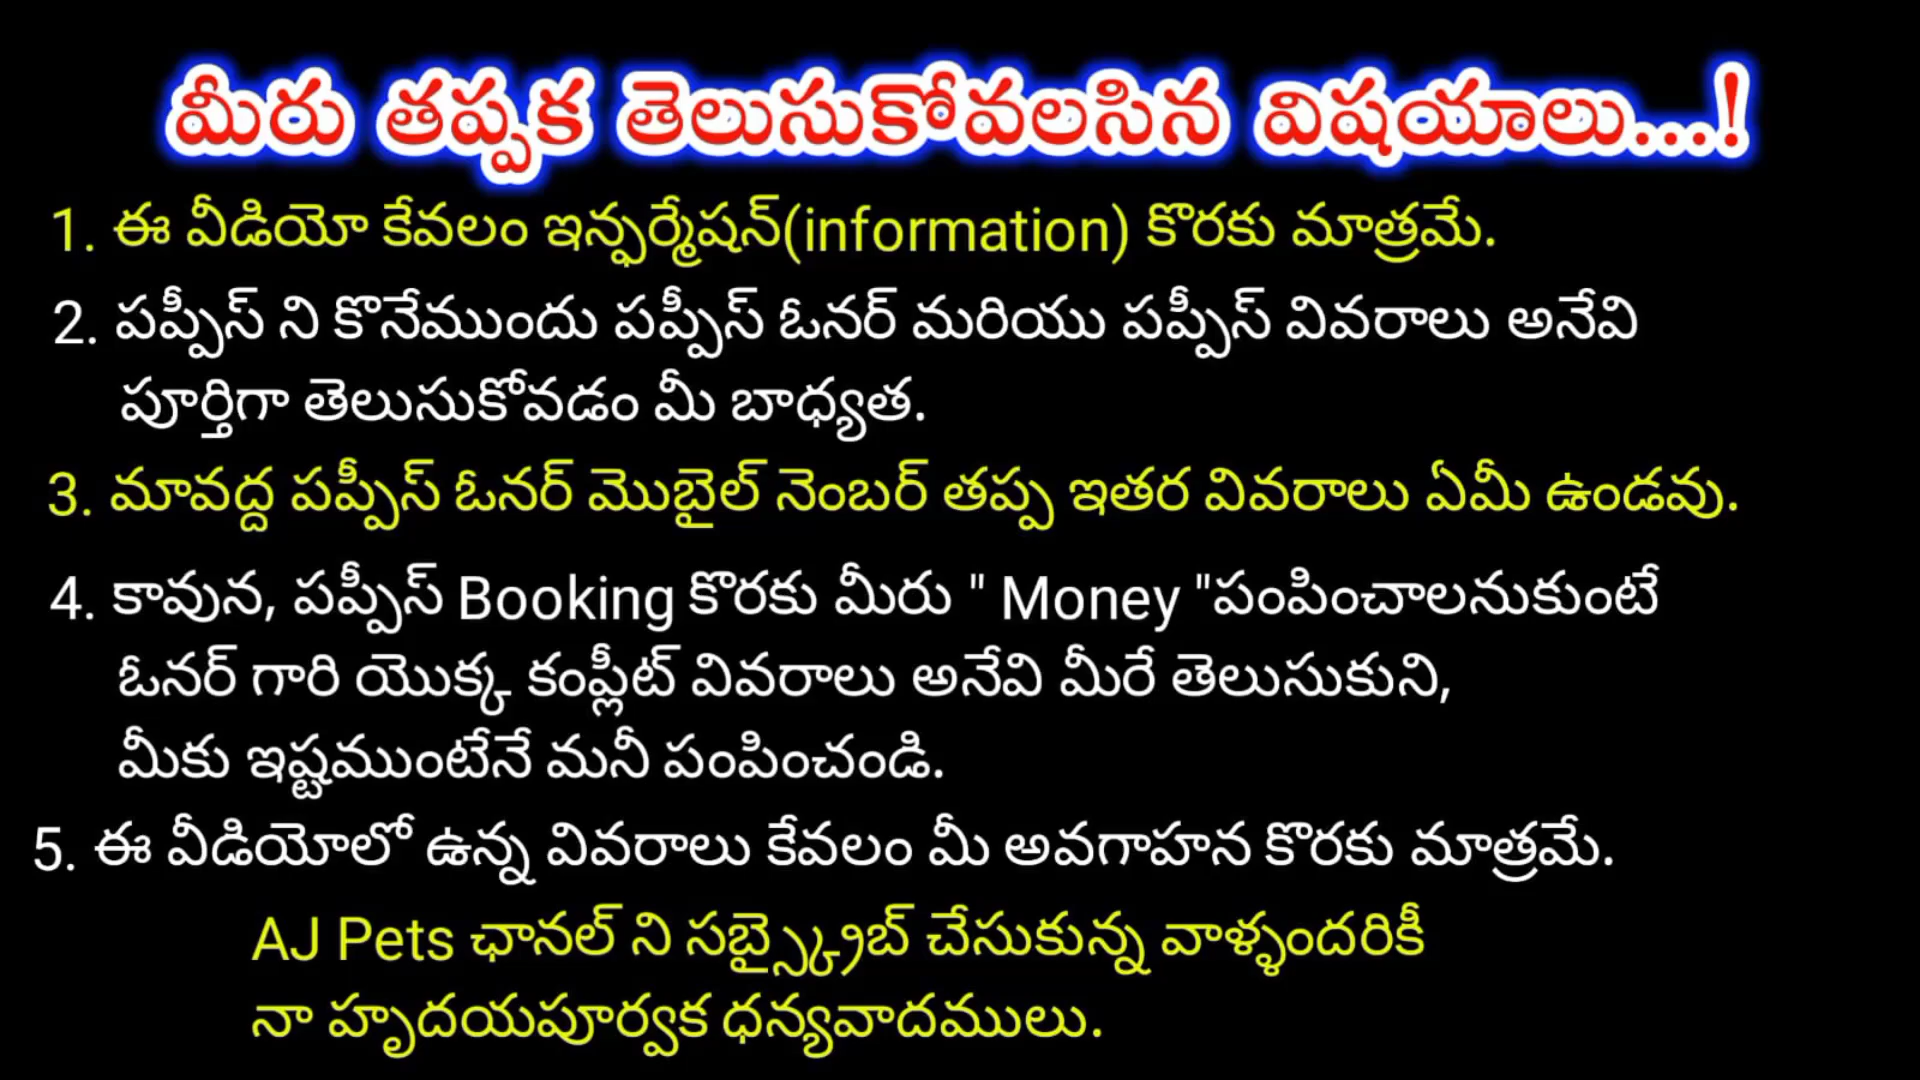 మీరు తప్పక తెలుసుకోవలసిన విషయాలు...!
1. ఈ వీడియో కేవలం ఇన్ఫర్మేషన్(information) కొరకు మాత్రమే.
2. పప్పీస్ ని కొనేముందు పప్పీస్ ఓనర్ మరియు పప్పీస్ వివరాలు అనేవి
పూర్తిగా తెలుసుకోవడం మీ బాధ్యత.
3. మావద్ద పప్పీస్ ఓనర్ మొబైల్ నెంబర్ తప్ప ఇతర వివరాలు ఏమీ ఉండవు.
4. కావున, పప్పీస్ Booking కొరకు మీరు " Money "పంపించాలనుకుంటే
ఓనర్ గారి యొక్క కంప్లీట్ వివరాలు అనేవి మీరే తెలుసుకుని,
మీకు ఇష్టముంటేనే మనీ పంపించండి.
5. ఈ వీడియోలో ఉన్న వివరాలు కేవలం మీ అవగాహన కొరకు మాత్రమే.
AJ Pets ఛానల్ ని సబ్స్క్రైబ్ చేసుకున్న వాళ్ళందరికీ
నా హృదయపూర్వక ధన్యవాదములు.